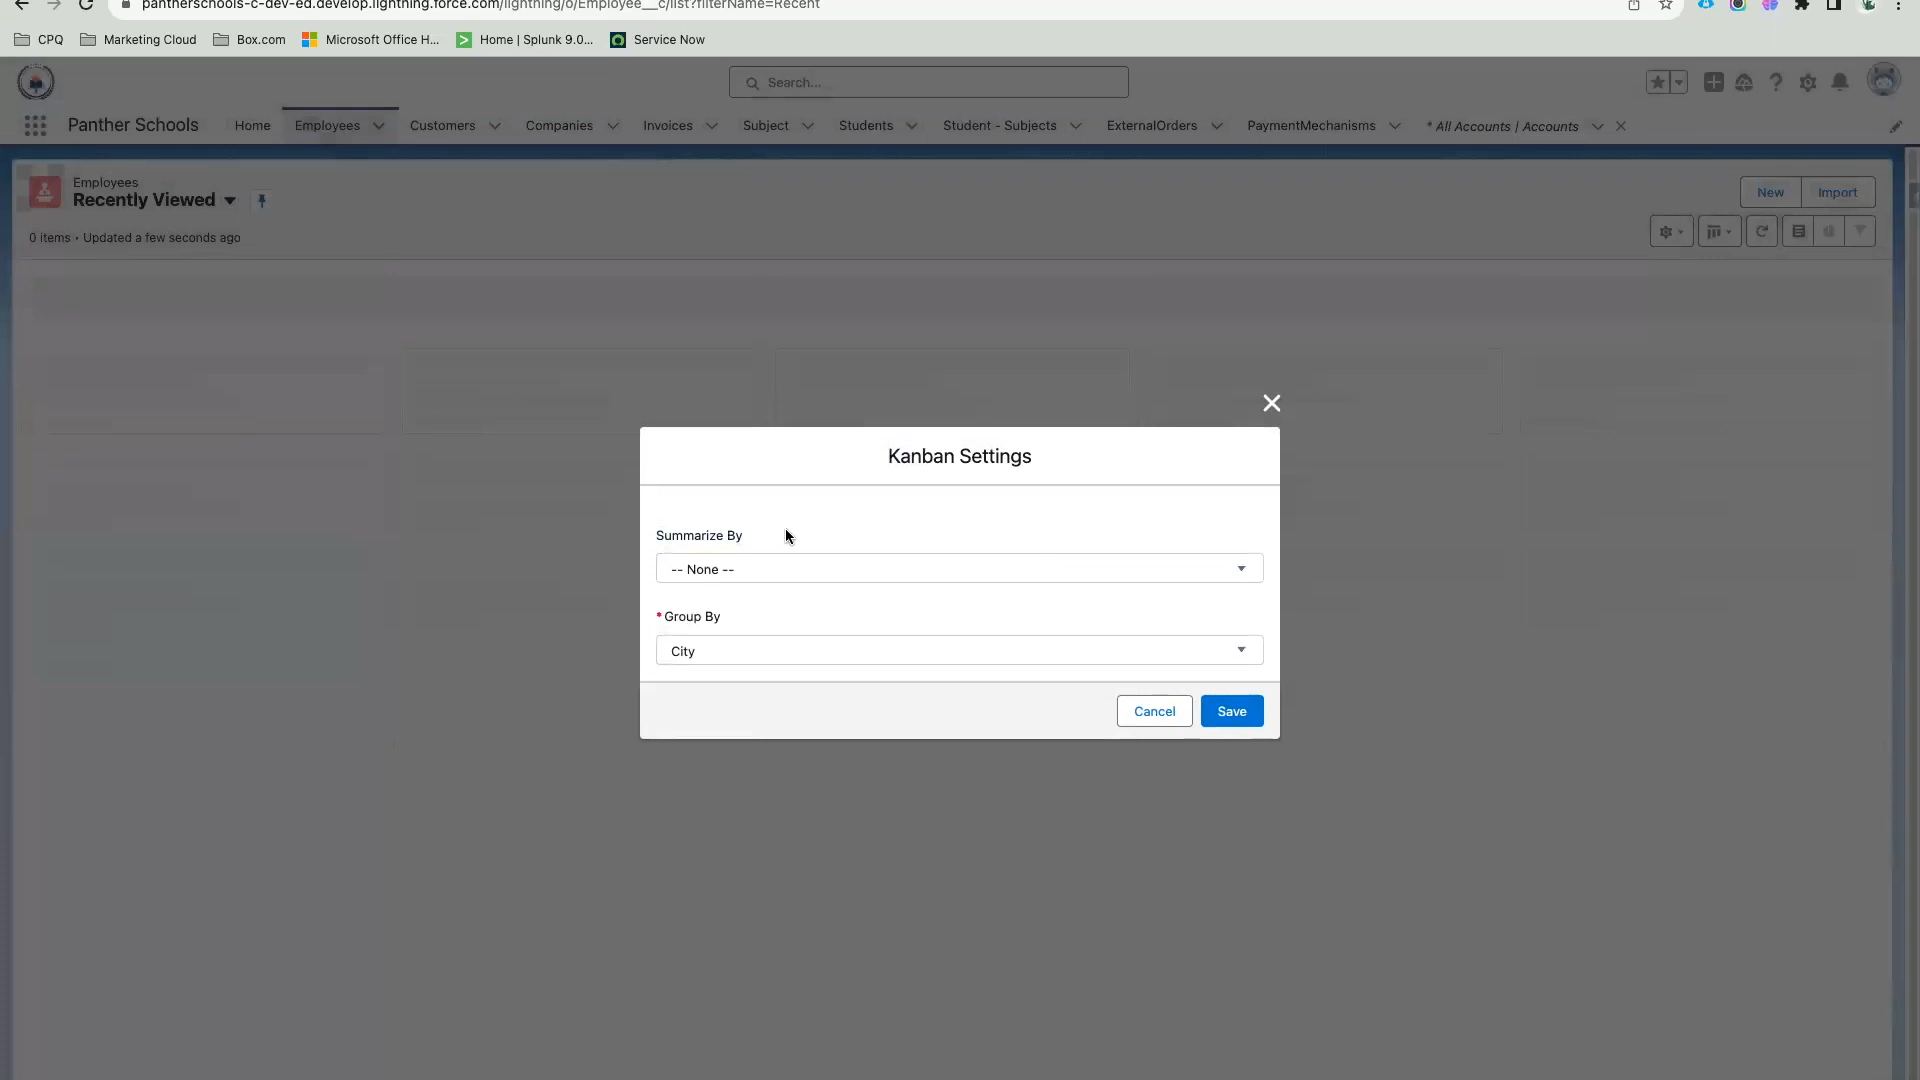 pantherschools-c-dev-ed.develop.lightning.force.com/lightning/o/Employee__c/list?filterName=Recent
CPQ Marketing Cloud Box.com Microsoft Office H... Home | Splunk 9.0... Service Now
Search...
Panther Schools Home Employees Customers Companies Invoices Subject Students Student - Subjects ExternalOrders PaymentMechanisms * All Accounts | Accounts
Employees
Recently Viewed
New Import
0 items • Updated a few seconds ago
Kanban Settings
Summarize By
-- None --
* Group By
City
Cancel Save